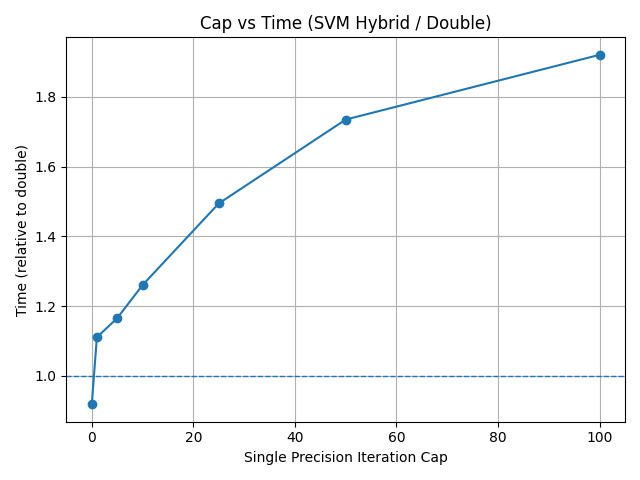 Cap vs Time (SVM Hybrid / Double)
Time (relative to double)
1.8
1.6
1.4
1.2
1.0
0 20 40 60 80 100
Single Precision Iteration Cap